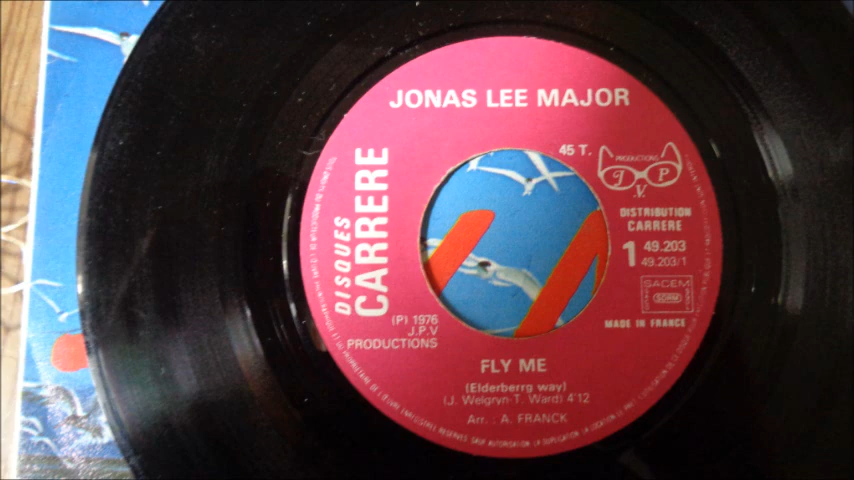 JONAS LEE MAJOR
45 T.
PRODUCTIONS
J P
.V.
DISQUES
CARRERE
DISTRIBUTION
CARRERE
1 49.203
49.203/1
SACEM
SDRM
MADE IN FRANCE
(P) 1976
J.P.V
PRODUCTIONS
FLY ME
(Elderberrg way)
(J. Welgryn-T. Ward) 4'12
Arr. : A. FRANCK